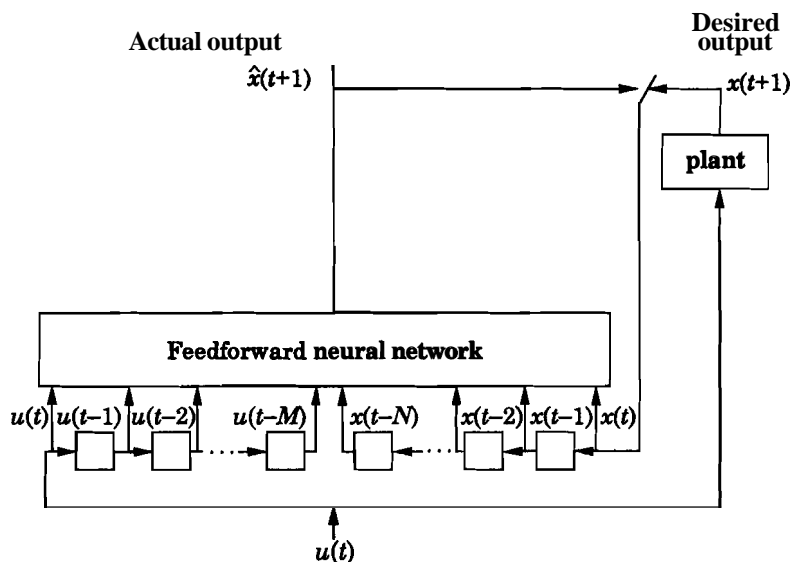 Actual output
Desired
output
x̂(t+1)
x(t+1)
plant
Feedforward neural network
u(t) u(t–1) u(t–2) u(t–M) x(t–N) x(t–2) x(t–1) x(t)
u(t)